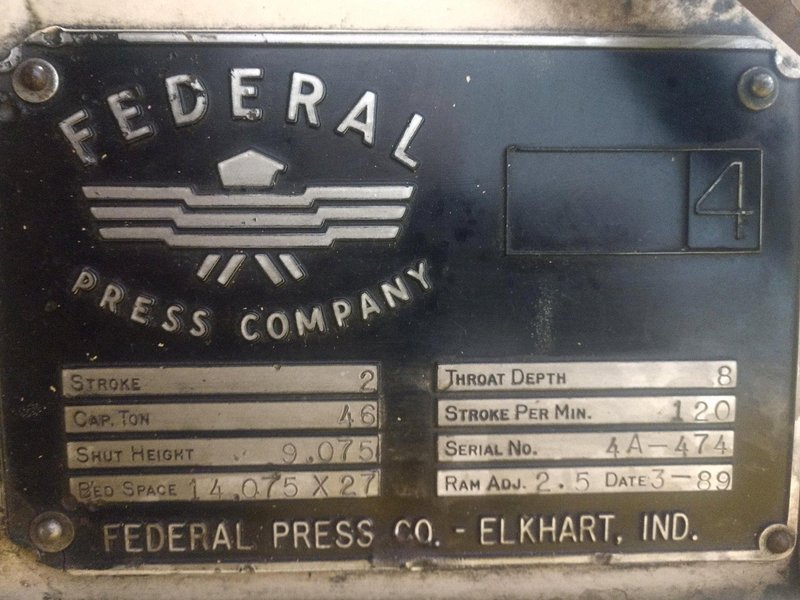 FEDERAL
4
PRESS COMPANY
STROKE 2
CAP. TON 46
SHUT HEIGHT 9.075
BED SPACE 14.075 X 27
THROAT DEPTH 8
STROKE PER MIN. 120
SERIAL NO. 4A-474
RAM ADJ. 2.5 DATE 3-89
FEDERAL PRESS CO. - ELKHART, IND.